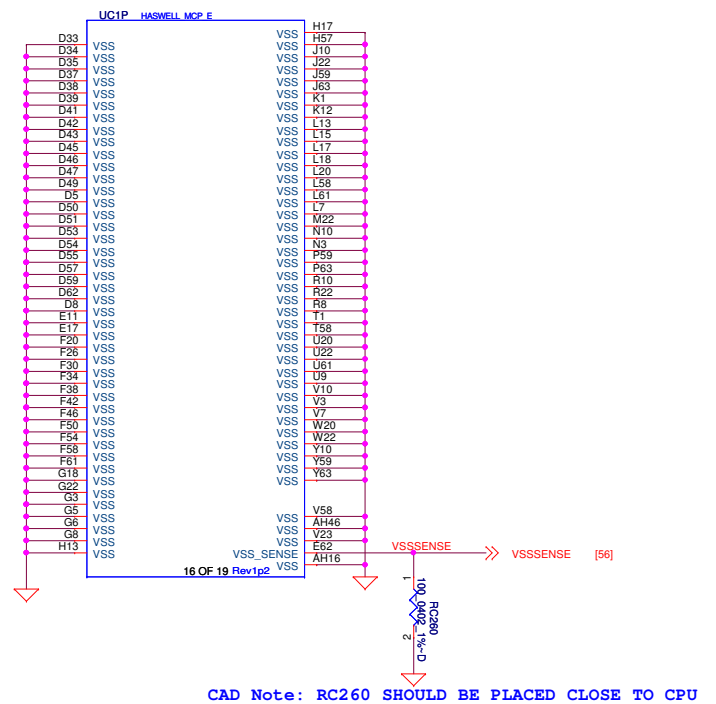 UC1P HASWELL_MCP_E
H17 VSS
D33 VSS H57 VSS
D34 VSS J10 VSS
D35 VSS J22 VSS
D37 VSS J59 VSS
D38 VSS J63 VSS
D39 VSS K1 VSS
D41 VSS K12 VSS
D42 VSS L13 VSS
D43 VSS L15 VSS
D45 VSS L17 VSS
D46 VSS L18 VSS
D47 VSS L20 VSS
D49 VSS L58 VSS
D5 VSS L61 VSS
D50 VSS L7 VSS
D51 VSS M22 VSS
D53 VSS N10 VSS
D54 VSS N3 VSS
D55 VSS P59 VSS
D57 VSS P63 VSS
D59 VSS R10 VSS
D62 VSS R22 VSS
D8 VSS R8 VSS
E11 VSS T1 VSS
E17 VSS T58 VSS
F20 VSS U20 VSS
F26 VSS U22 VSS
F30 VSS U61 VSS
F34 VSS U9 VSS
F38 VSS V10 VSS
F42 VSS V3 VSS
F46 VSS V7 VSS
F50 VSS W20 VSS
F54 VSS W22 VSS
F58 VSS Y10 VSS
F61 VSS Y59 VSS
G18 VSS Y63 VSS
G22 VSS
G3 VSS
G5 VSS V58 VSS
G6 VSS AH46 VSS
G8 VSS V23 VSS
H13 VSS E62 VSS_SENSE VSSSENSE VSSSENSE [56]
AH16 VSS
16 OF 19 Rev1p2
1
2
RC260
100_0402_1%~D
CAD Note: RC260 SHOULD BE PLACED CLOSE TO CPU